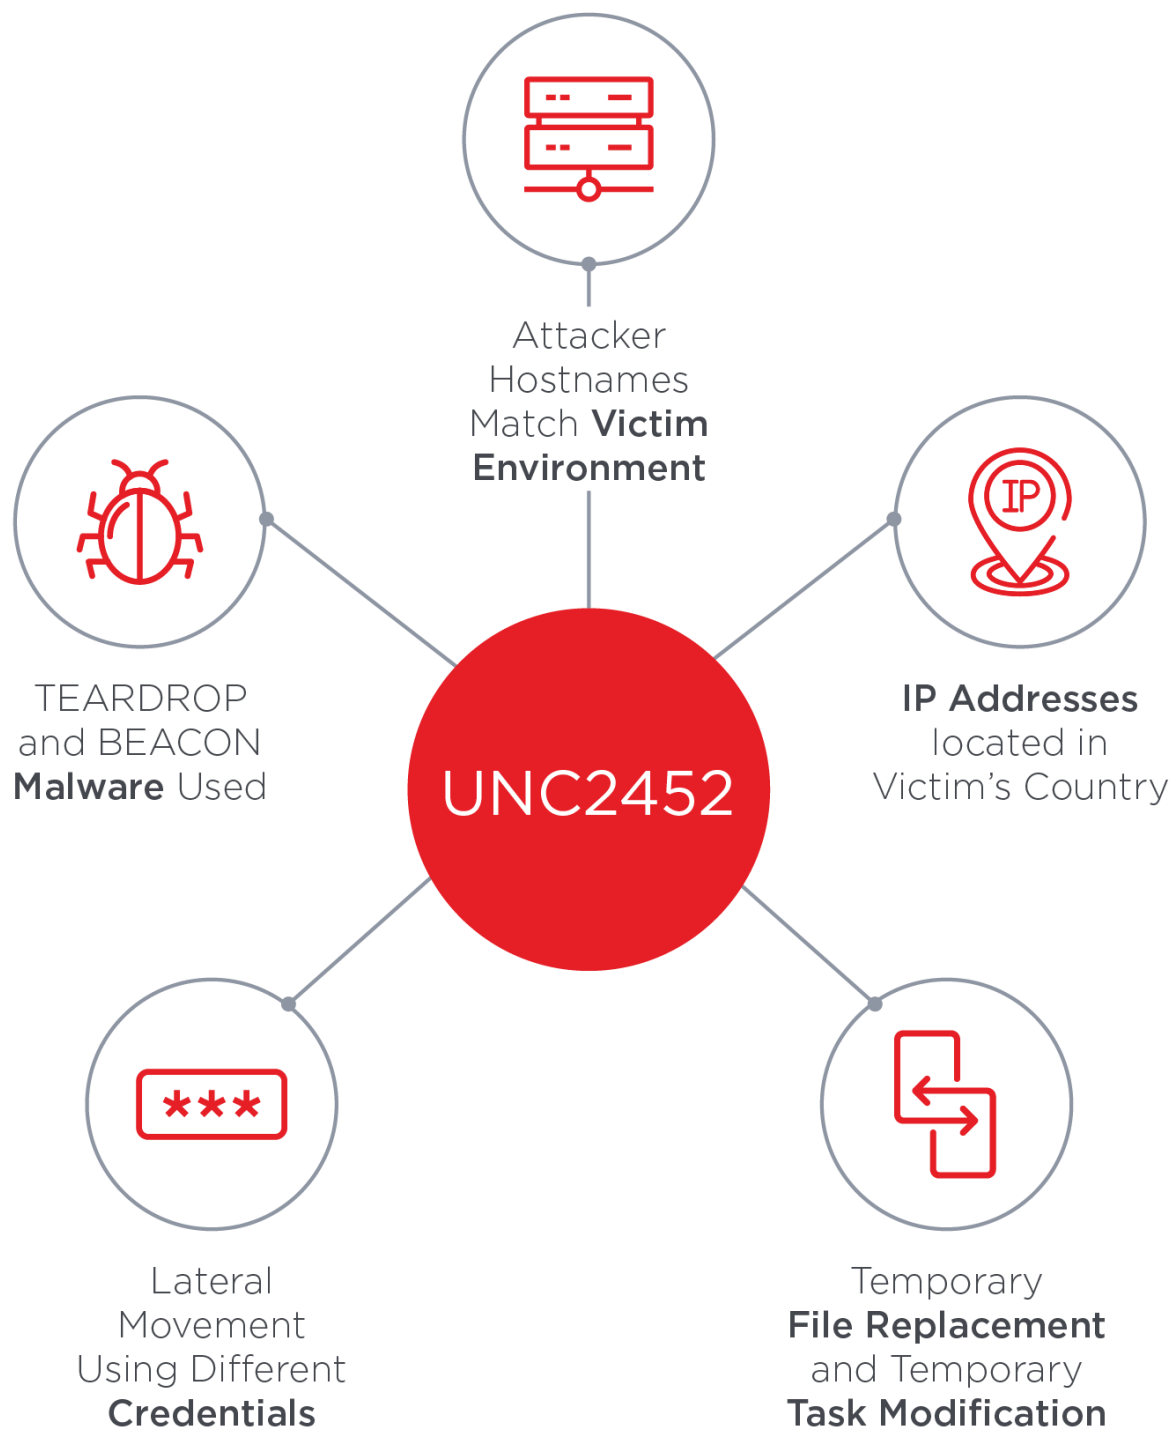 Attacker
Hostnames
Match Victim
Environment
TEARDROP
and BEACON
Malware Used
IP
IP Addresses
located in
Victim’s Country
UNC2452
***
Lateral
Movement
Using Different
Credentials
Temporary
File Replacement
and Temporary
Task Modification